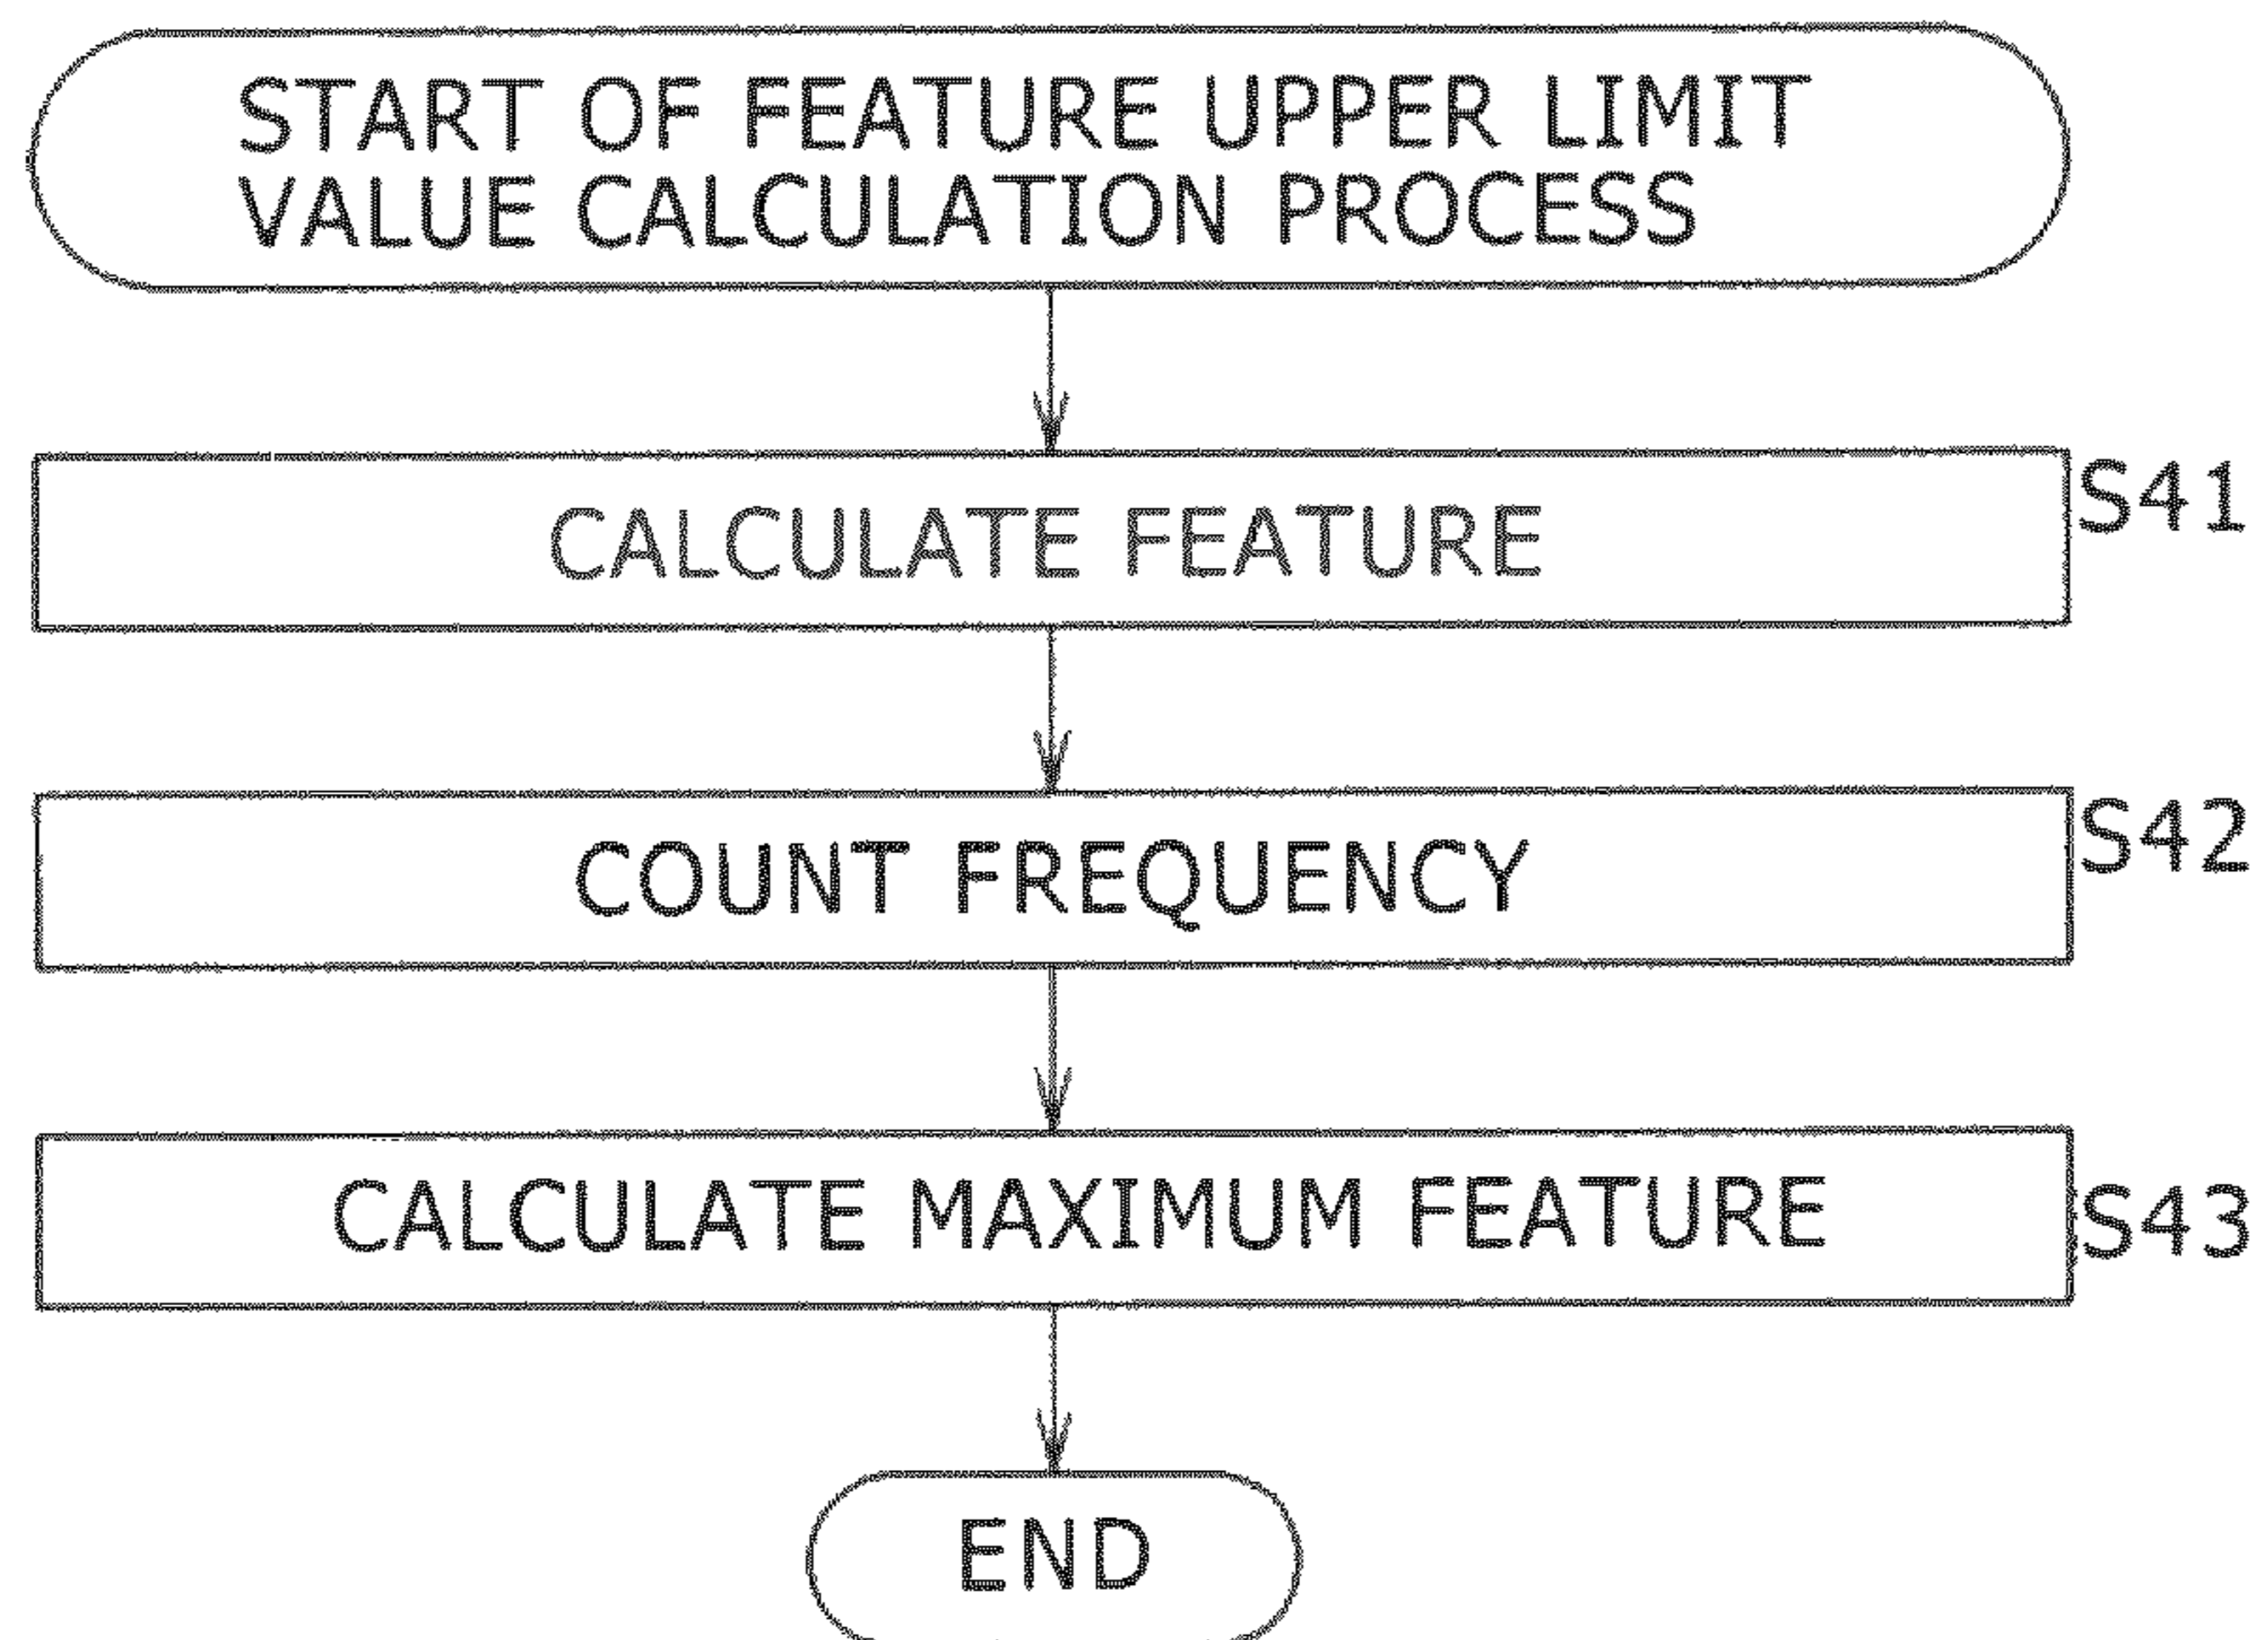 START OF FEATURE UPPER LIMIT
VALUE CALCULATION PROCESS
CALCULATE FEATURE
S41
COUNT FREQUENCY
S42
CALCULATE MAXIMUM FEATURE
S43
END